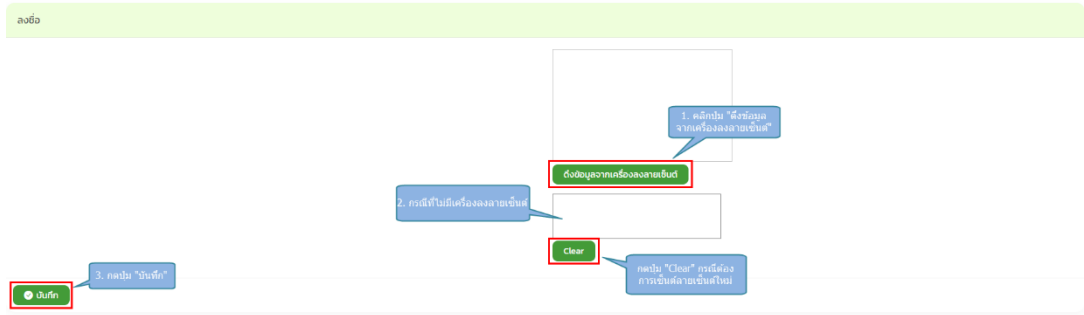 ลงชื่อ
1. คลิกปุ่ม "ดึงข้อมูล
จากเครื่องลงลายเซ็นต์"
ดึงข้อมูลจากเครื่องลงลายเซ็นต์
2. กรณีที่ไม่มีเครื่องลงลายเซ็นต์
Clear
กดปุ่ม "Clear" กรณีต้อง
การเซ็นต์ลายเซ็นต์ใหม่
3. กดปุ่ม "บันทึก"
บันทึก